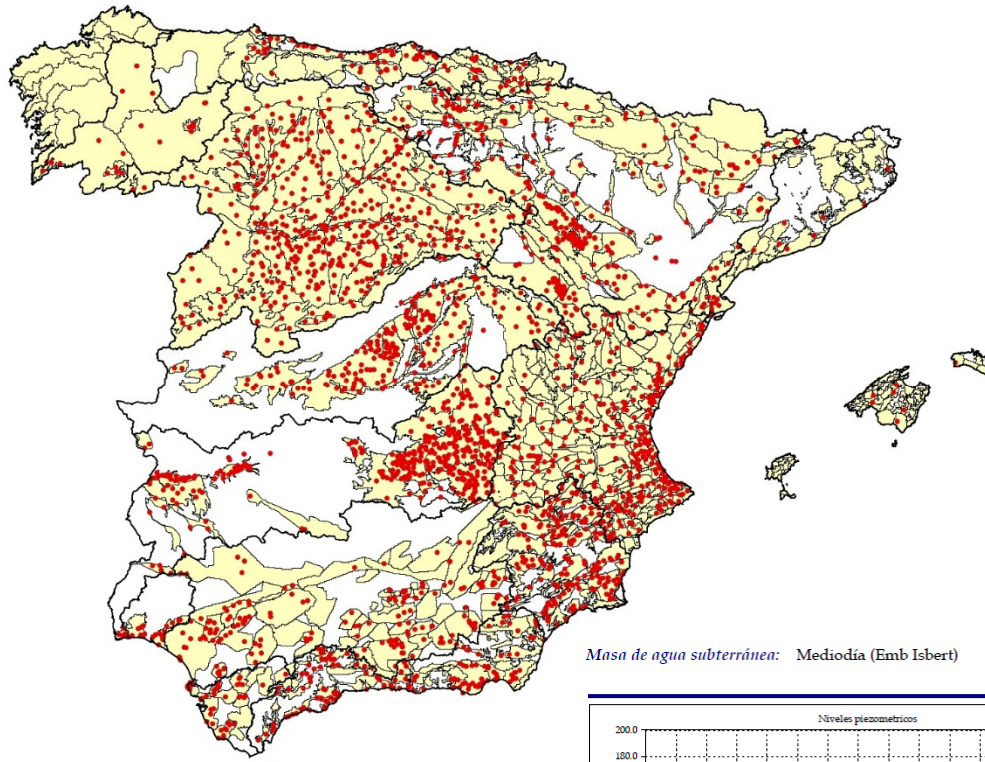 Masa de agua subterránea: Mediodía (Emb Isbert)
Niveles piezometricos
200.0
180.0